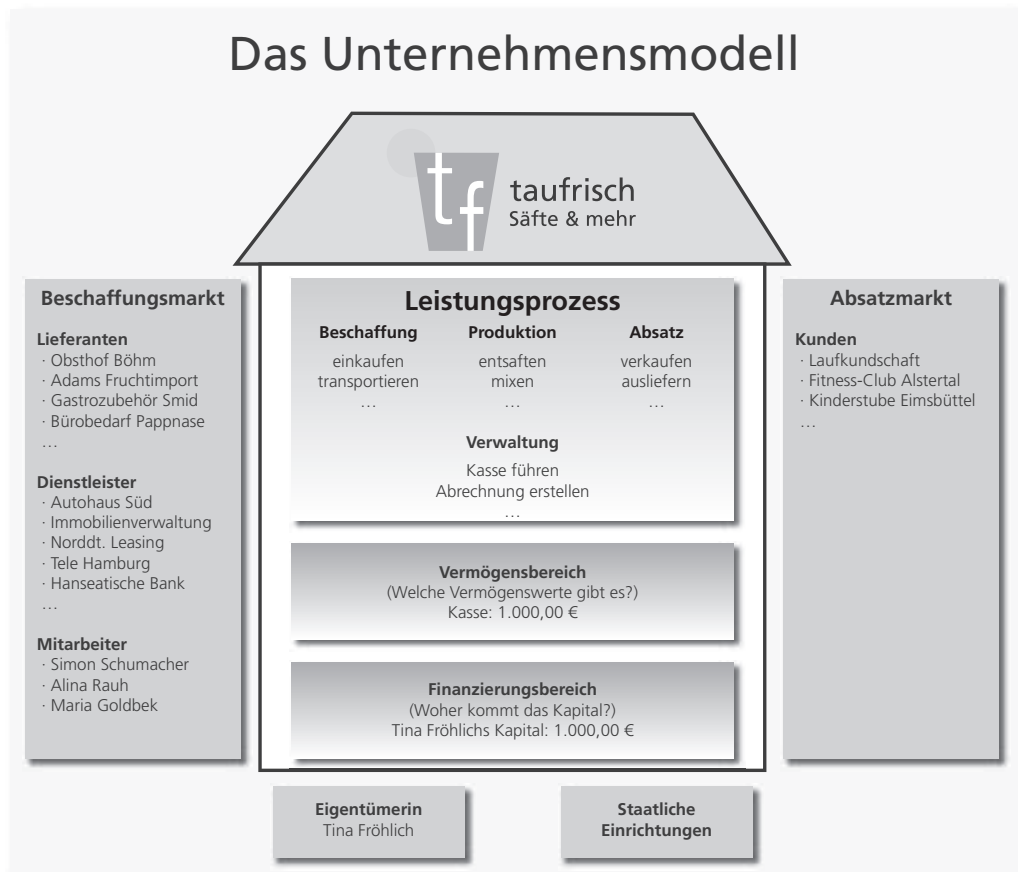 Das Unternehmensmodell
tf
taufrisch
Säfte & mehr
Beschaffungsmarkt
Lieferanten
· Obsthof Böhm
· Adams Fruchtimport
· Gastrozubehör Smid
· Bürobedarf Pappnase
…
Dienstleister
· Autohaus Süd
· Immobilienverwaltung
· Norddt. Leasing
· Tele Hamburg
· Hanseatische Bank
…
Mitarbeiter
· Simon Schumacher
· Alina Rauh
· Maria Goldbek
Leistungsprozess
Beschaffung
einkaufen
transportieren
…
Produktion
entsaften
mixen
…
Absatz
verkaufen
ausliefern
…
Verwaltung
Kasse führen
Abrechnung erstellen
…
Vermögensbereich
(Welche Vermögenswerte gibt es?)
Kasse: 1.000,00 €
Finanzierungsbereich
(Woher kommt das Kapital?)
Tina Fröhlichs Kapital: 1.000,00 €
Absatzmarkt
Kunden
· Laufkundschaft
· Fitness-Club Alstertal
· Kinderstube Eimsbüttel
…
Eigentümerin
Tina Fröhlich
Staatliche
Einrichtungen